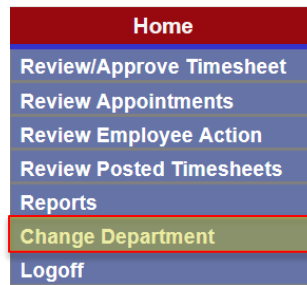 Home
Review/Approve Timesheet
Review Appointments
Review Employee Action
Review Posted Timesheets
Reports
Change Department
Logoff